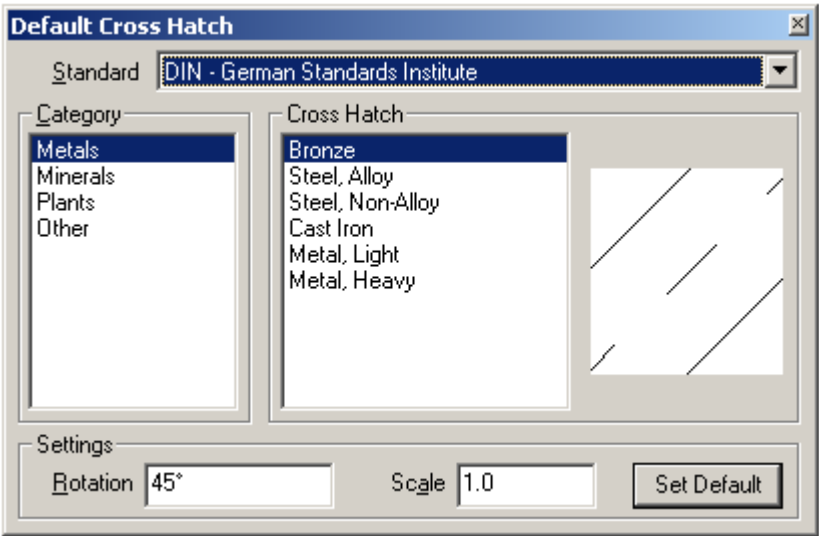 Default Cross Hatch
Standard DIN - German Standards Institute
Category
Metals
Minerals
Plants
Other
Cross Hatch
Bronze
Steel, Alloy
Steel, Non-Alloy
Cast Iron
Metal, Light
Metal, Heavy
Settings
Rotation 45° Scale 1.0 Set Default